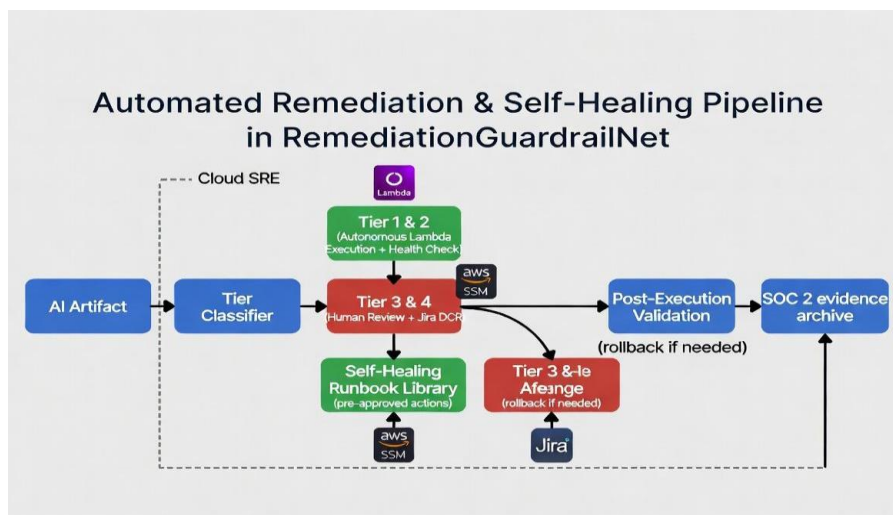 Automated Remediation & Self-Healing Pipeline
in RemediationGuardrailNet
Cloud SRE
Lambda
Tier 1 & 2
(Autonomous Lambda
Execution + Health Check)
aws
SSM
AI Artifact
Tier
Classifier
Tier 3 & 4
(Human Review + Jira DCR)
Post-Execution
Validation
(rollback if needed)
SOC 2 evidence
archive
Self-Healing
Runbook Library
(pre-approved actions)
Tier 3 &
(rollback if needed)
aws
SSM
Jira